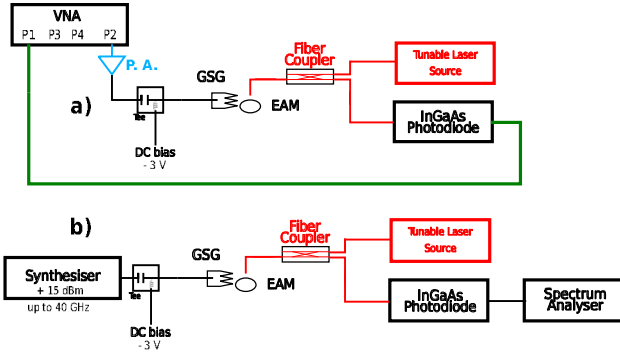 VNA
P1 P3 P4 P2
P. A.
a)
GSG
EAM
Tee
DC bias
- 3 V
Fiber
Coupler
Tunable Laser
Source
InGaAs
Photodiode
b)
Synthesiser
+ 15 dBm
up to 40 GHz
GSG
EAM
Tee
DC bias
- 3 V
Fiber
Coupler
Tunable Laser
Source
InGaAs
Photodiode
Spectrum
Analyser